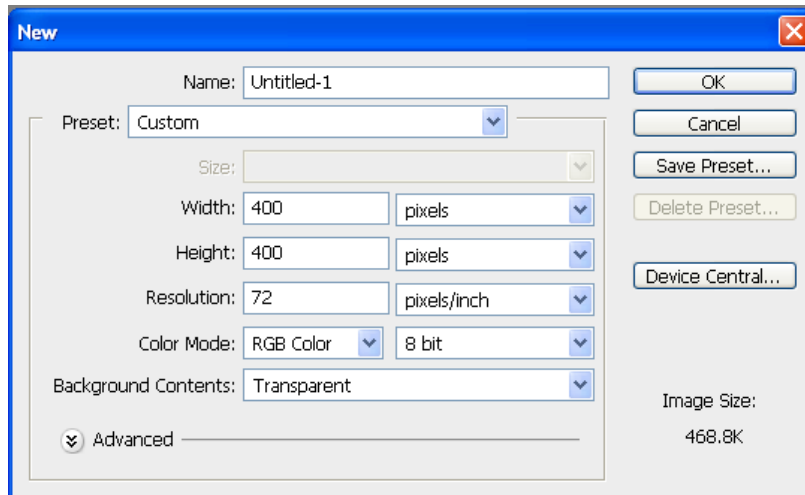 New
Name: Untitled-1
OK
Preset: Custom
Cancel
Size:
Save Preset...
Width: 400 pixels
Delete Preset...
Height: 400 pixels
Device Central...
Resolution: 72 pixels/inch
Color Mode: RGB Color 8 bit
Background Contents: Transparent
Image Size:
Advanced
468.8K